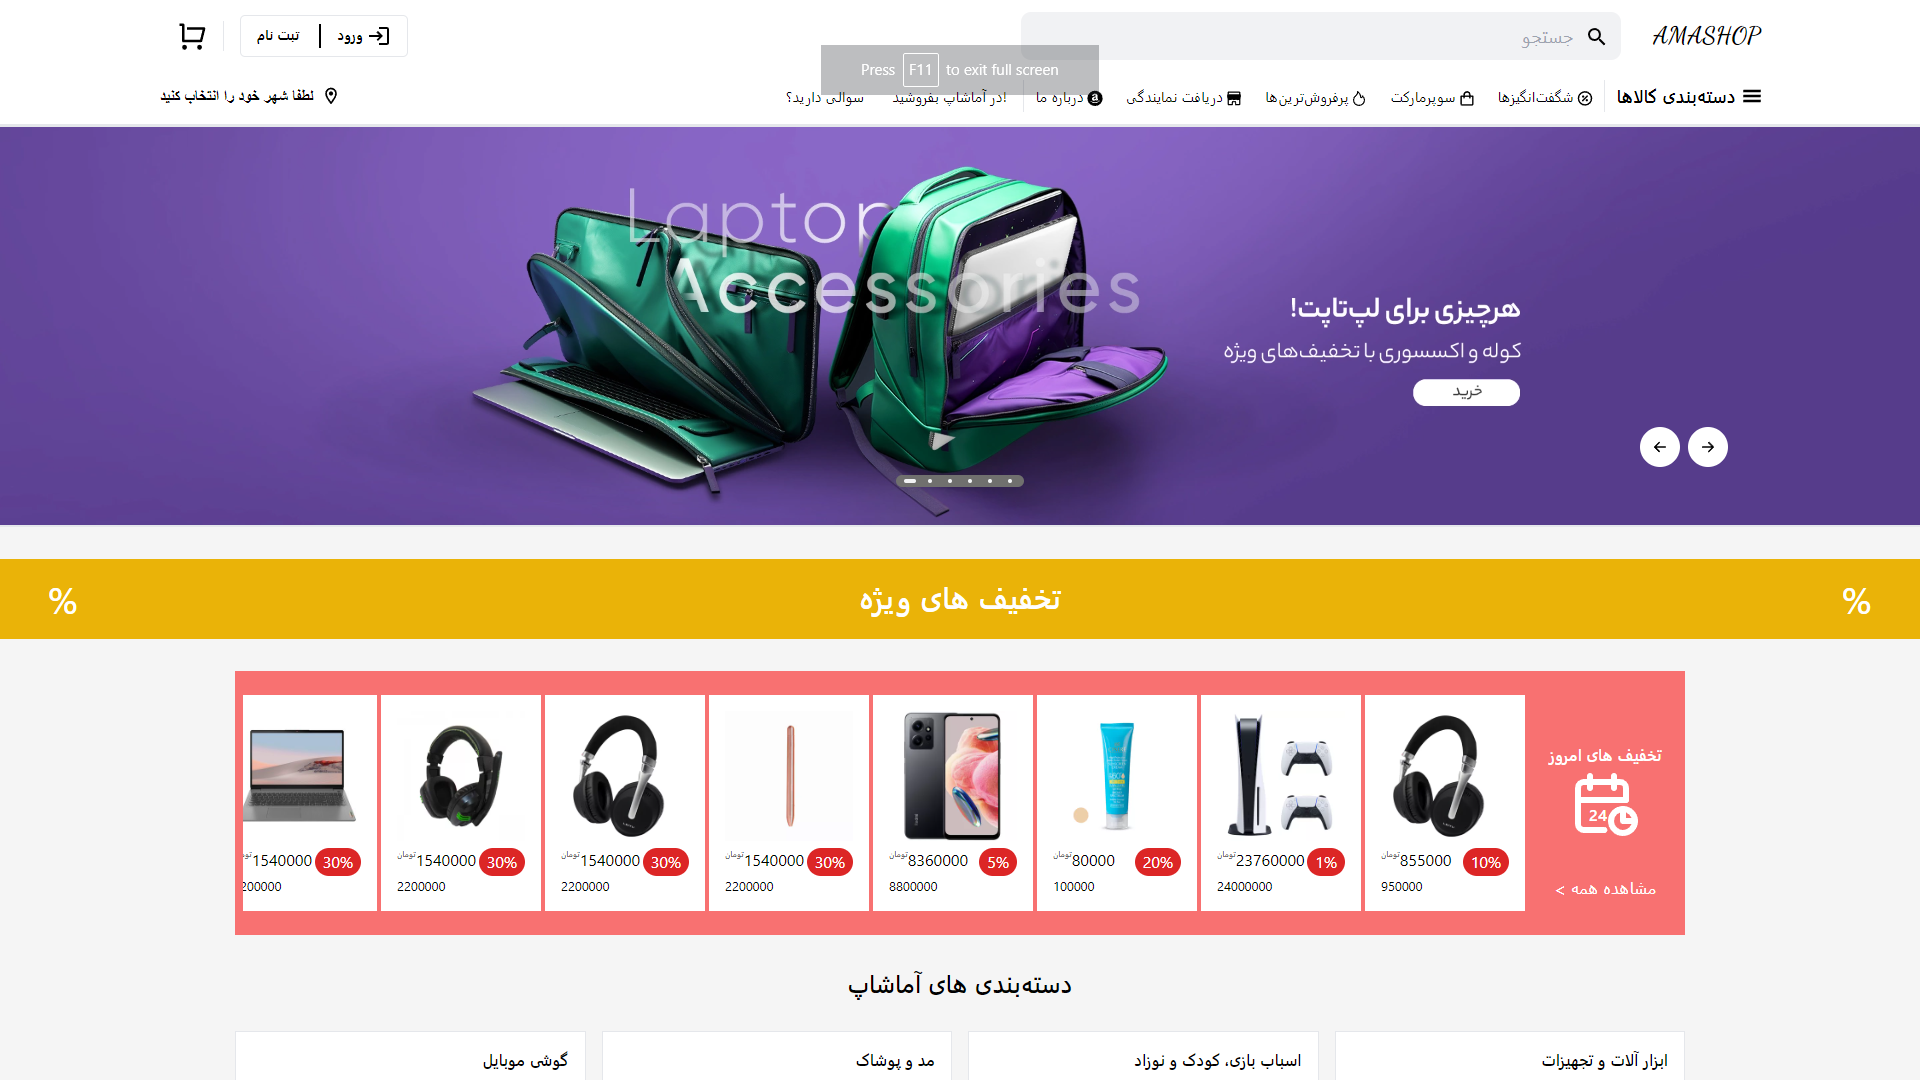 AMASHOP
جستجو
ورود
ثبت نام
Press F11 to exit full screen
دسته‌بندی کالاها
شگفت‌انگیزها
سوپرمارکت
پرفروش‌ترین‌ها
دریافت نمایندگی
درباره ما
در آماشاپ بفروشید!
سوالی دارید؟
لطفا شهر خود را انتخاب کنید
Laptop
Accessories
هرچیزی برای لپ‌تاپت!
کوله و اکسسوری با تخفیف‌های ویژه
خرید
% تخفیف های ویژه %
تخفیف های امروز
24
مشاهده همه >
10% 855000 تومان
950000
1% 23760000 تومان
24000000
20% 80000 تومان
100000
5% 8360000 تومان
8800000
30% 1540000 تومان
2200000
30% 1540000 تومان
2200000
30% 1540000 تومان
2200000
30% 1540000
200000
دسته‌بندی های آماشاپ
ابزار آلات و تجهیزات
اسباب بازی، کودک و نوزاد
مد و پوشاک
گوشی موبایل